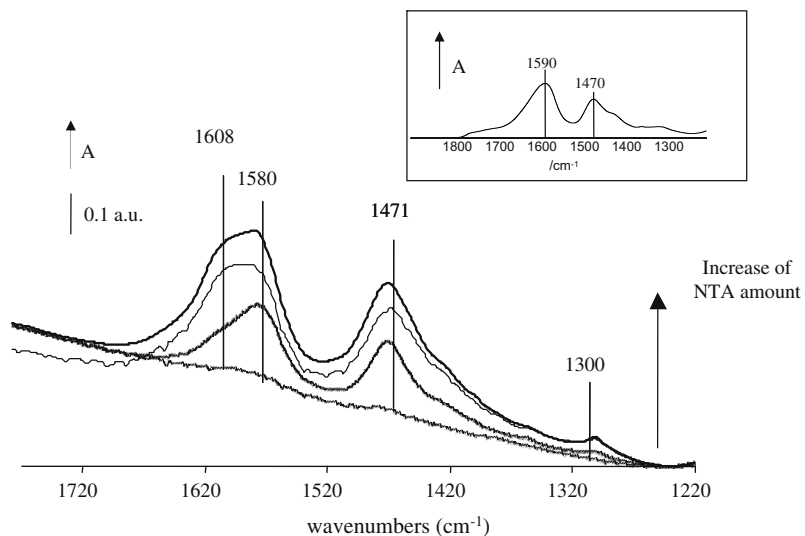 A
1590
1470
1800 1700 1600 1500 1400 1300
/cm-1
A
0.1 a.u.
1608
1580
1471
1300
Increase of
NTA amount
1720 1620 1520 1420 1320 1220
wavenumbers (cm-1)